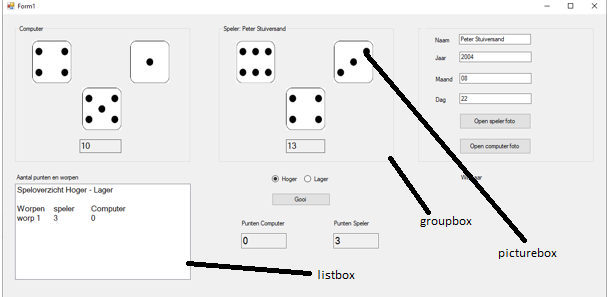 Form1
Computer
Speler: Peter Stuiversand
10
13
Naam Peter Stuiversand
Jaar 2004
Maand 08
Dag 22
Open speler foto
Open computer foto
Aantal punten en worpen
Speloverzicht Hoger - Lager
Worpen speler Computer
worp 1 3 0
Hoger Lager
Gooi
Punten Computer Punten Speler
0 3
groupbox
picturebox
listbox